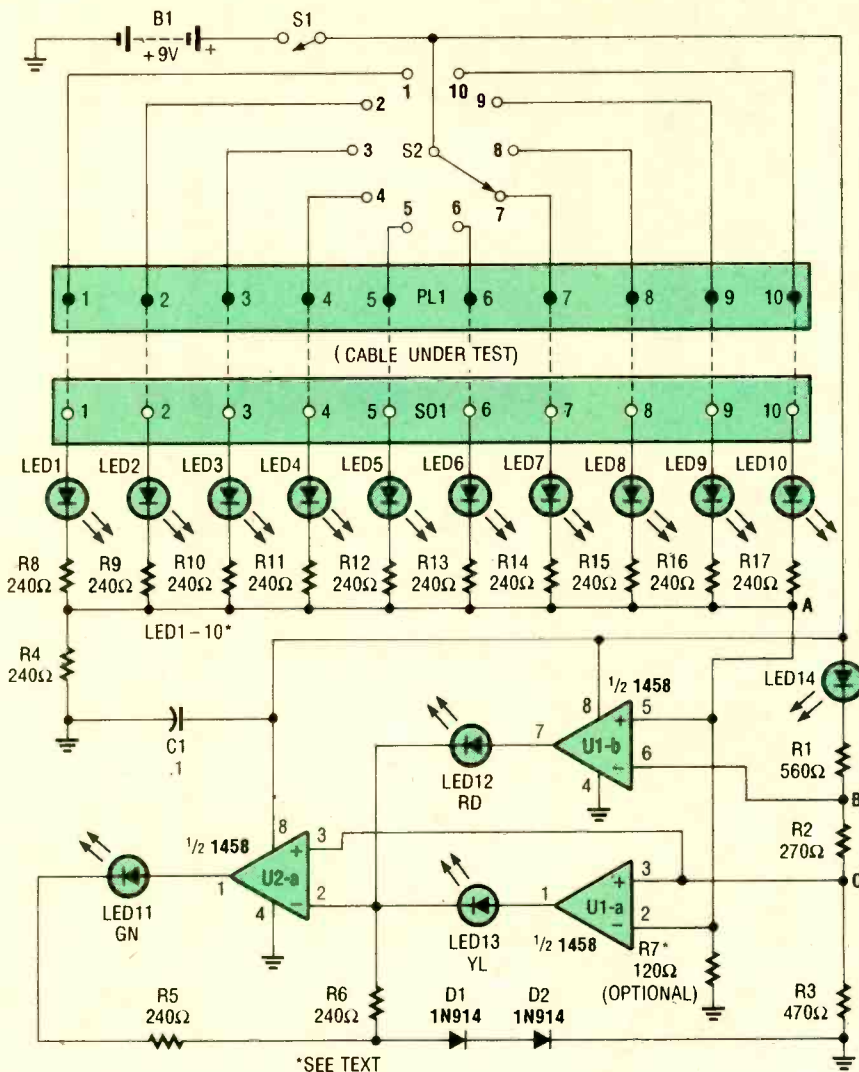 B1
S1
+9V
+
1
10
2
9
3
S2
8
4
7
5
6
1
2
3
4
5
PL1
6
7
8
9
10
(CABLE UNDER TEST)
1
2
3
4
5
SO1
6
7
8
9
10
LED1
LED2
LED3
LED4
LED5
LED6
LED7
LED8
LED9
LED10
R8
240Ω
R9
240Ω
R10
240Ω
R11
240Ω
R12
240Ω
R13
240Ω
R14
240Ω
R15
240Ω
R16
240Ω
R17
240Ω
A
LED1–10*
R4
240Ω
C1
.1
½ 1458
8
+
5
7
U1-b
−
6
4
LED12
RD
LED14
R1
560Ω
B
R2
270Ω
C
½ 1458
8
+
3
1
U2-a
−
2
4
LED11
GN
+
3
1
U1-a
−
2
½ 1458
LED13
YL
R7*
120Ω
(OPTIONAL)
R3
470Ω
R5
240Ω
R6
240Ω
D1
1N914
D2
1N914
*SEE TEXT